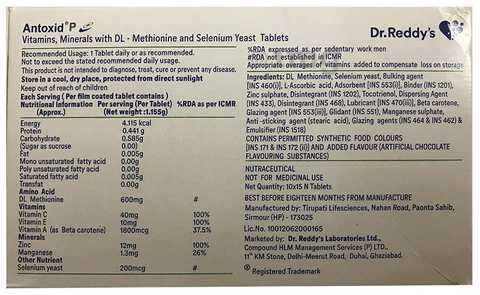 Antoxid®P
Vitamins, Minerals with DL - Methionine and Selenium Yeast Tablets
Recommended Usage: 1 Tablet daily or as recommended.
Not to exceed the stated recommended daily usage.
This product is not intended to diagnose, treat, cure or prevent any disease.
Store in a cool, dry place, protected from direct sunlight
Keep out of reach of children
Each Serving (Per film coated tablet contains)
Nutritional Information Per serving (Per Tablet) %RDA as per ICMR
(Approx.) (Net weight :1.155g)
Energy 4.115 kcal
Protein 0.441 g
Carbohydrate 0.585g
(Sugar as sucrose 0.00)
Fat 0.005g
Mono unsaturated fatty acid 0.00g
Poly unsaturated fatty acid 0.00g
Saturated fatty acid 0.005g
Transfat 0.00g
Amino Acid
DL Methionine 600mg #
Vitamins
Vitamin C 40mg 100%
Vitamin E 10mg 100%
Vitamin A (as Beta carotene) 1800mcg 37.5%
Minerals
Zinc 12mg 100%
Manganese 1.3mg 26%
Other Nutrient
Selenium yeast 200mcg #
Dr.Reddy's
%RDA expressed as per sedentary work men
#RDA not established in ICMR
Appropriate overages of vitamins added to compensate loss on storage
Ingredients: DL Methionine, Selenium yeast, Bulking agent
[INS 460(i)], L-Ascorbic acid, Adsorbent [INS 553(i)], Binder (INS 1201),
Zinc sulphate, Disintegrant (INS 1202), Tocotrienol, Dispersing Agent
(INS 433), Disintegrant (INS 468), Lubricant [INS 470(iii)], Beta carotene,
Glazing agent [INS 553(iii)], Glidant (INS 551), Manganese sulphate,
Anti -sticking agent (stearic acid), Glazing agents (INS 464 & INS 462) &
Emulsifier (INS 1518)
CONTAINS PERMITTED SYNTHETIC FOOD COLOURS
[INS 171 & INS 172 (ii)] AND ADDED FLAVOUR (ARTIFICIAL CHOCOLATE
FLAVOURING SUBSTANCES)
NUTRACEUTICAL
NOT FOR MEDICINAL USE
Net Quantity: 10x15 N Tablets
BEST BEFORE EIGHTEEN MONTHS FROM MANUFACTURE
Manufactured by: Tirupati Lifesciences, Nahan Road, Paonta Sahib,
Sirmour (HP) - 173025
Lic.No. 10012062000165
Marketed by: Dr. Reddy's Laboratories Ltd.,
Compound HLM Management Services (P) LTD.,
11th KM Stone, Delhi-Meerut Road, Duhai, Ghaziabad.
® Registered Trademark